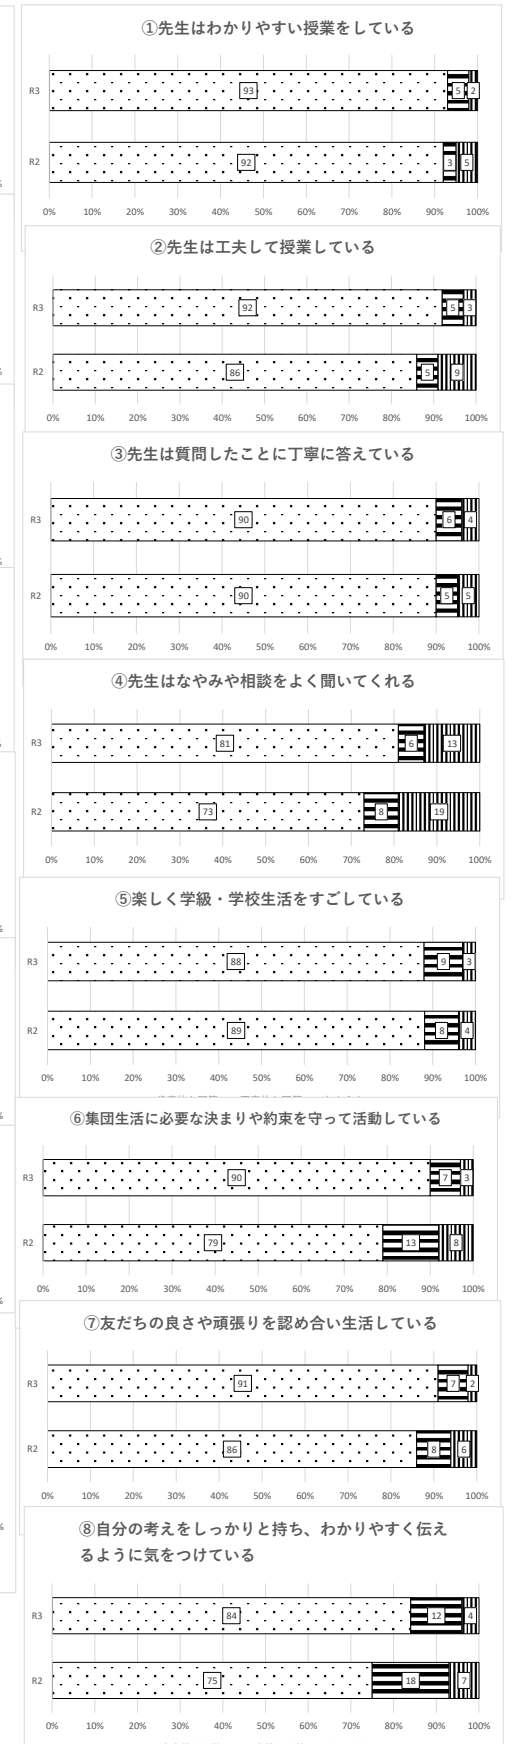 ①先生はわかりやすい授業をしている
R3 93 5 2
R2 92 3 5
0% 10% 20% 30% 40% 50% 60% 70% 80% 90% 100%
②先生は工夫して授業している
R3 92 5 3
R2 86 5 9
0% 10% 20% 30% 40% 50% 60% 70% 80% 90% 100%
③先生は質問したことに丁寧に答えている
R3 90 6 4
R2 90 5 5
0% 10% 20% 30% 40% 50% 60% 70% 80% 90% 100%
④先生はなやみや相談をよく聞いてくれる
R3 81 6 13
R2 73 8 19
0% 10% 20% 30% 40% 50% 60% 70% 80% 90% 100%
⑤楽しく学級・学校生活をすごしている
R3 88 9 3
R2 89 8 4
0% 10% 20% 30% 40% 50% 60% 70% 80% 90% 100%
⑥集団生活に必要な決まりや約束を守って活動している
R3 90 7 3
R2 79 13 8
0% 10% 20% 30% 40% 50% 60% 70% 80% 90% 100%
⑦友だちの良さや頑張りを認め合い生活している
R3 91 7 2
R2 86 8 6
0% 10% 20% 30% 40% 50% 60% 70% 80% 90% 100%
⑧自分の考えをしっかりと持ち、わかりやすく伝え
るように気をつけている
R3 84 12 4
R2 75 18 7
0% 10% 20% 30% 40% 50% 60% 70% 80% 90% 100%